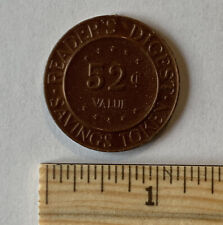 READER'S DIGEST
52¢
VALUE
SAVINGS TOKEN
1